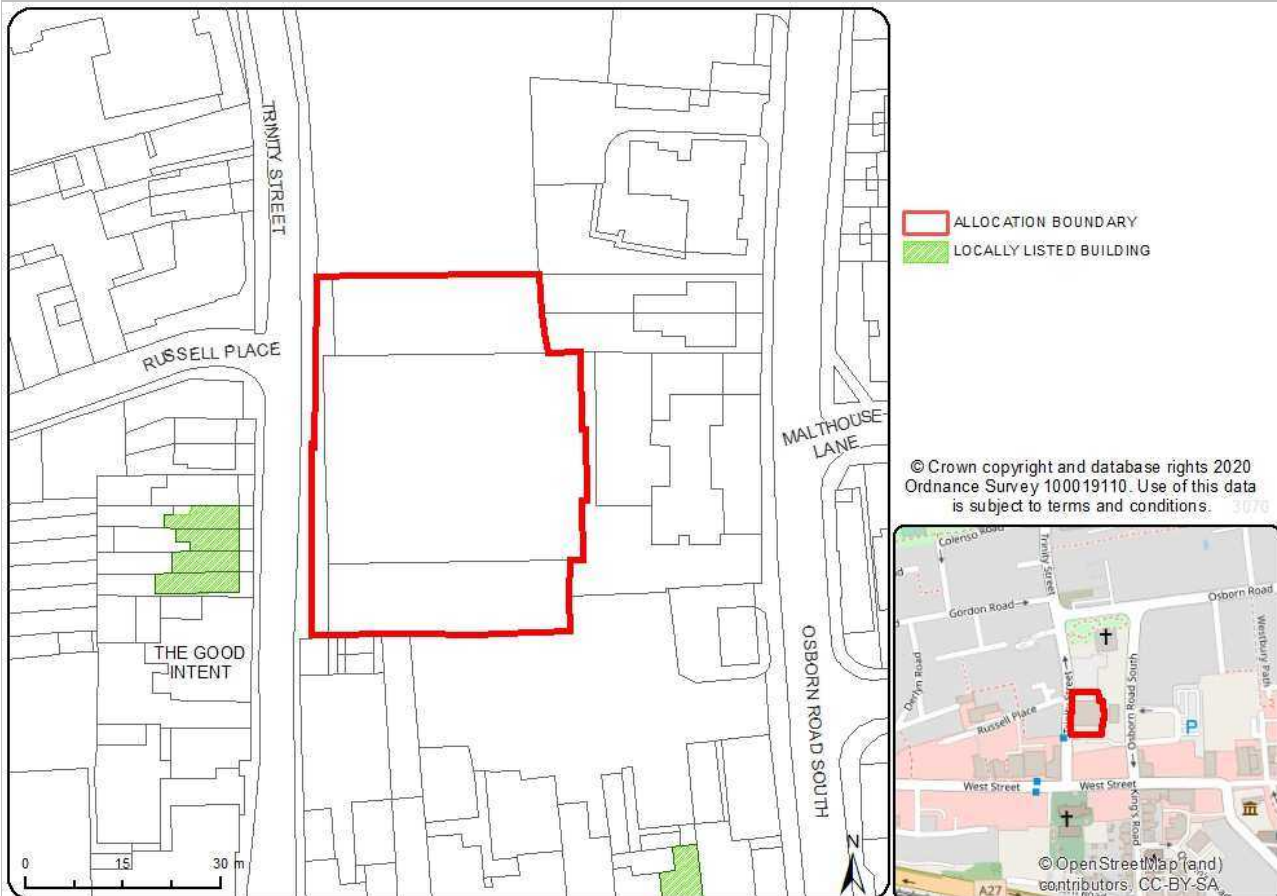 TRINITY STREET
RUSSELL PLACE
MALTHOUSE
LANE
THE GOOD
INTENT
OSBORN ROAD SOUTH
0 15 30 m
N
ALLOCATION BOUNDARY
LOCALLY LISTED BUILDING
© Crown copyright and database rights 2020
Ordnance Survey 100019110. Use of this data
is subject to terms and conditions. 3070
Colenso Road
Trinity Street
Gordon Road
Osborn Road
Westbury Path
Derlyn Road
Russell Place
Osborn Road South
P
West Street
West Street
King's Road
A27
© OpenStreetMap (and)
contributors, CC-BY-SA